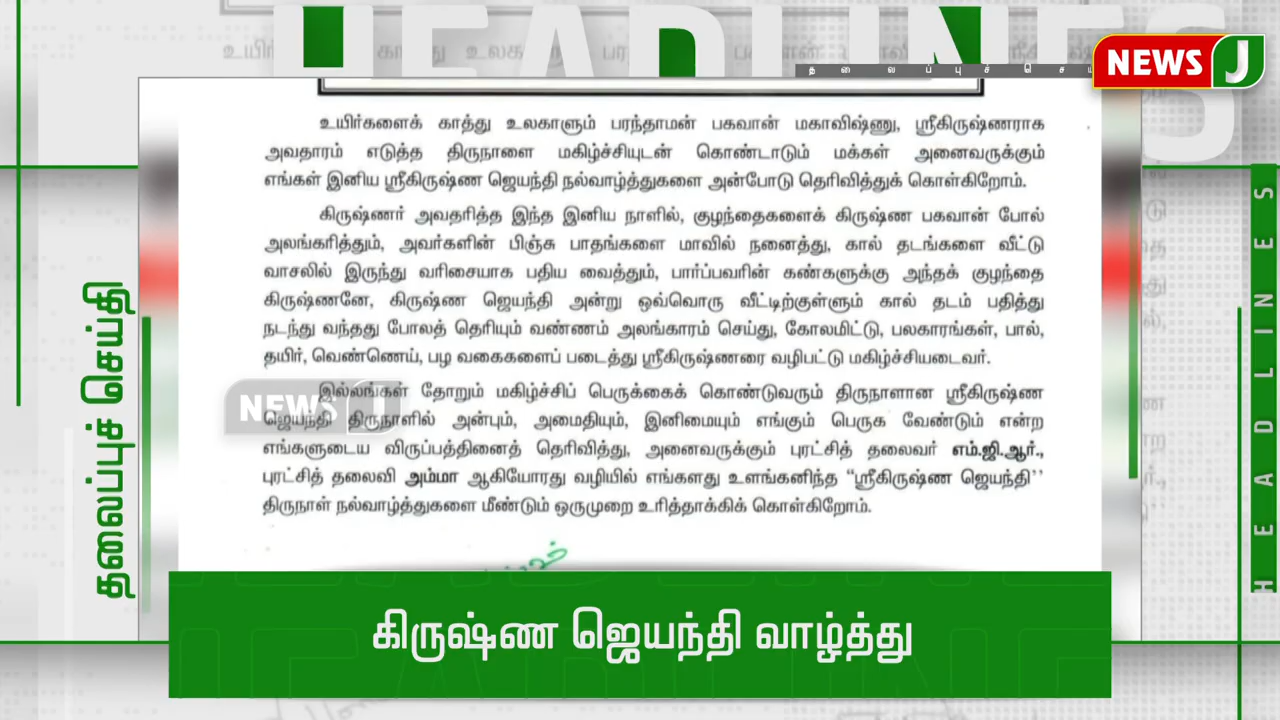 HEADLINES
தலைப்புச் செய்
NEWS J
உயிர்களைக் காத்து உலகாளும் பரந்தாமன் பகவான் மகாவிஷ்ணு, ஸ்ரீகிருஷ்ணராக
அவதாரம் எடுத்த திருநாளை மகிழ்ச்சியுடன் கொண்டாடும் மக்கள் அனைவருக்கும்
எங்கள் இனிய ஸ்ரீகிருஷ்ண ஜெயந்தி நல்வாழ்த்துகளை அன்போடு தெரிவித்துக் கொள்கிறோம்.
கிருஷ்ணர் அவதரித்த இந்த இனிய நாளில், குழந்தைகளைக் கிருஷ்ண பகவான் போல்
அலங்கரித்தும், அவர்களின் பிஞ்சு பாதங்களை மாவில் நனைத்து, கால் தடங்களை வீட்டு
வாசலில் இருந்து வரிசையாக பதிய வைத்தும், பார்ப்பவரின் கண்களுக்கு அந்தக் குழந்தை
கிருஷ்ணனே, கிருஷ்ண ஜெயந்தி அன்று ஒவ்வொரு வீட்டிற்குள்ளும் கால் தடம் பதித்து
நடந்து வந்தது போலத் தெரியும் வண்ணம் அலங்காரம் செய்து, கோலமிட்டு, பலகாரங்கள், பால்,
தயிர், வெண்ணெய், பழ வகைகளைப் படைத்து ஸ்ரீகிருஷ்ணரை வழிபட்டு மகிழ்ச்சியடைவர்.
இல்லங்கள் தோறும் மகிழ்ச்சிப் பெருக்கைக் கொண்டுவரும் திருநாளான ஸ்ரீகிருஷ்ண
ஜெயந்தி திருநாளில் அன்பும், அமைதியும், இனிமையும் எங்கும் பெருக வேண்டும் என்ற
எங்களுடைய விருப்பத்தினைத் தெரிவித்து, அனைவருக்கும் புரட்சித் தலைவர் எம்.ஜி.ஆர்.,
புரட்சித் தலைவி அம்மா ஆகியோரது வழியில் எங்களது உளங்கனிந்த “ஸ்ரீகிருஷ்ண ஜெயந்தி’’
திருநாள் நல்வாழ்த்துகளை மீண்டும் ஒருமுறை உரித்தாக்கிக் கொள்கிறோம்.
NEWS J
தலைப்புச் செய்தி
HEADLINES
கிருஷ்ண ஜெயந்தி வாழ்த்து